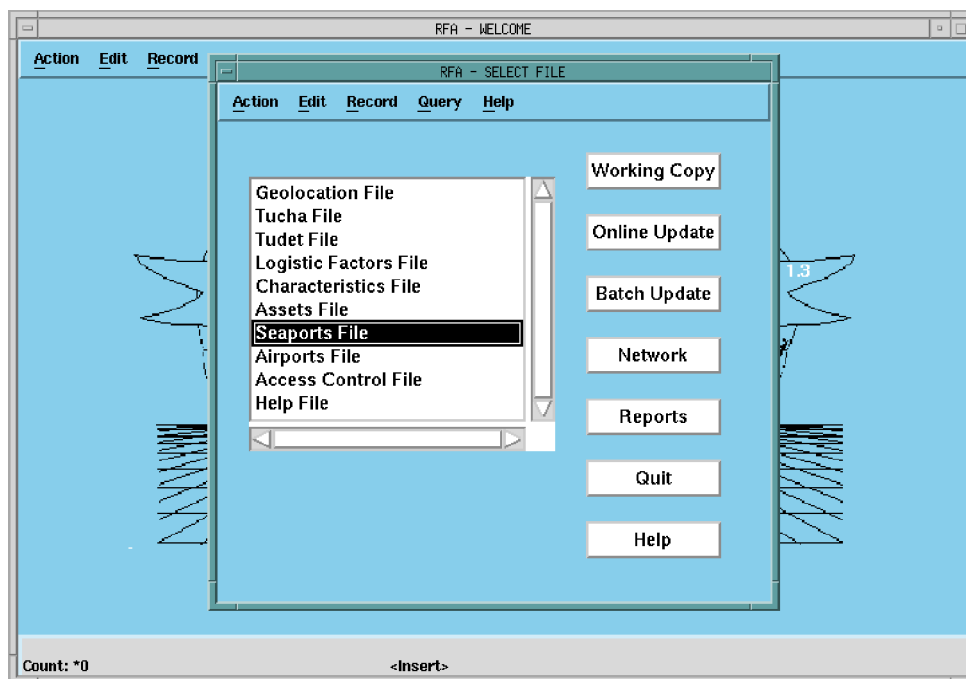 RFA - WELCOME
Action Edit Record
RFA - SELECT FILE
Action Edit Record Query Help
Geolocation File
Tucha File
Tudet File
Logistic Factors File
Characteristics File
Assets File
Seaports File
Airports File
Access Control File
Help File
Working Copy
Online Update
Batch Update
Network
Reports
Quit
Help
1.3
Count: *0 <Insert>